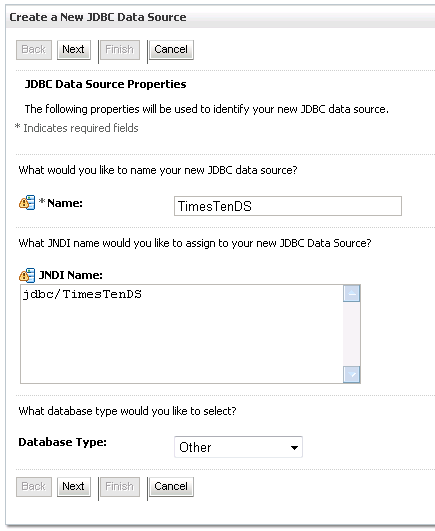 Create a New JDBC Data Source
Back Next Finish Cancel
JDBC Data Source Properties
The following properties will be used to identify your new JDBC data source.
* Indicates required fields
What would you like to name your new JDBC data source?
* Name: TimesTenDS
What JNDI name would you like to assign to your new JDBC Data Source?
JNDI Name:
jdbc/TimesTenDS
What database type would you like to select?
Database Type: Other
Back Next Finish Cancel